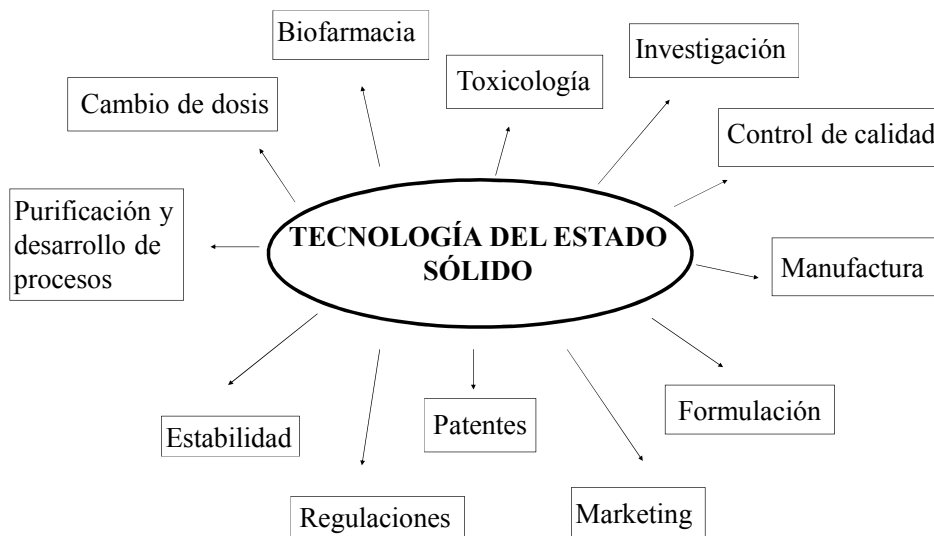 Biofarmacia
Investigación
Toxicología
Cambio de dosis
Control de calidad
Purificación y
desarrollo de
procesos
TECNOLOGÍA DEL ESTADO
SÓLIDO
Manufactura
Estabilidad
Patentes
Formulación
Regulaciones
Marketing